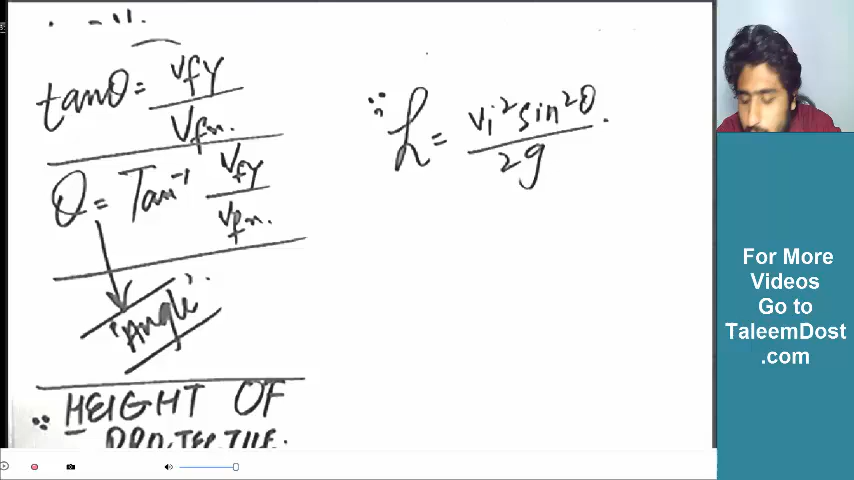 tanθ = vfy / vfx.
θ = Tan⁻¹ vfy / vfx.
"Angle".
∵ HEIGHT OF
PROJECTILE.
∵ h = vi² sin²θ / 2g.
For More
Videos
Go to
TaleemDost
.com